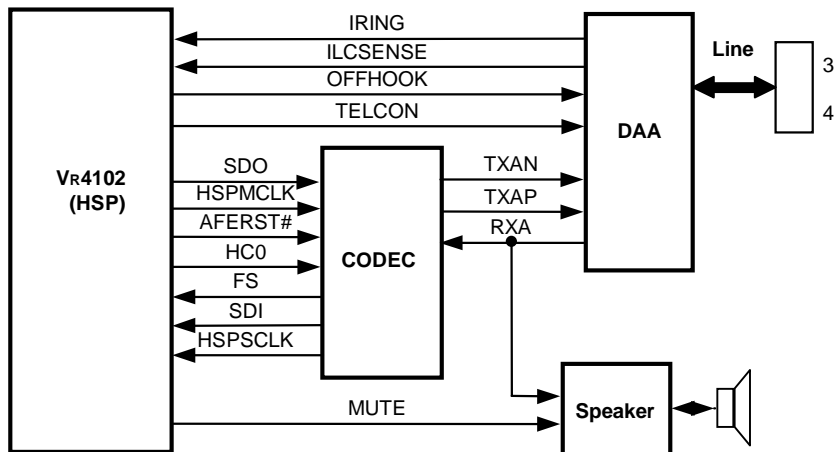 IRING
ILCSENSE
OFFHOOK
TELCON
Line
3
4
DAA
VR4102
(HSP)
SDO
HSPMCLK
AFERST#
HC0
FS
SDI
HSPSCLK
CODEC
TXAN
TXAP
RXA
MUTE
Speaker